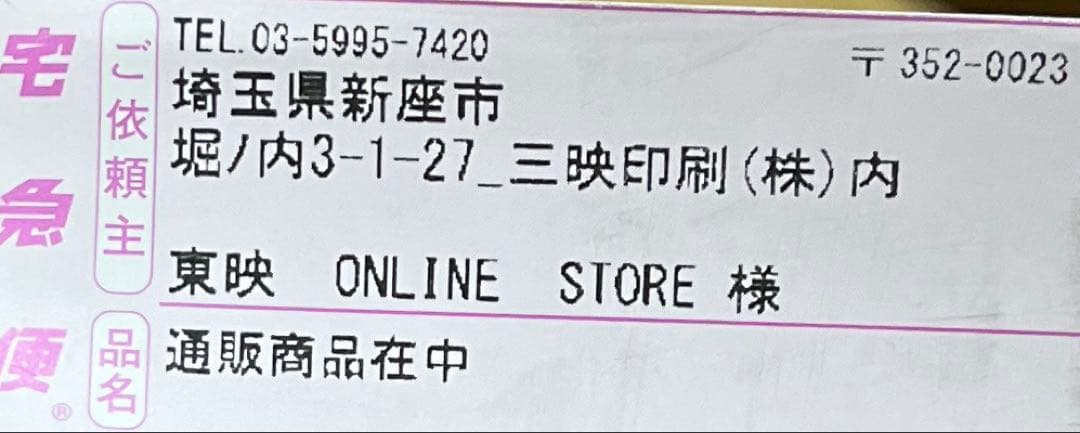 宅急便®
ご依頼主
TEL.03-5995-7420
〒 352-0023
埼玉県新座市
堀ノ内3-1-27_三映印刷(株)内
東映 ONLINE STORE 様
品名
通販商品在中